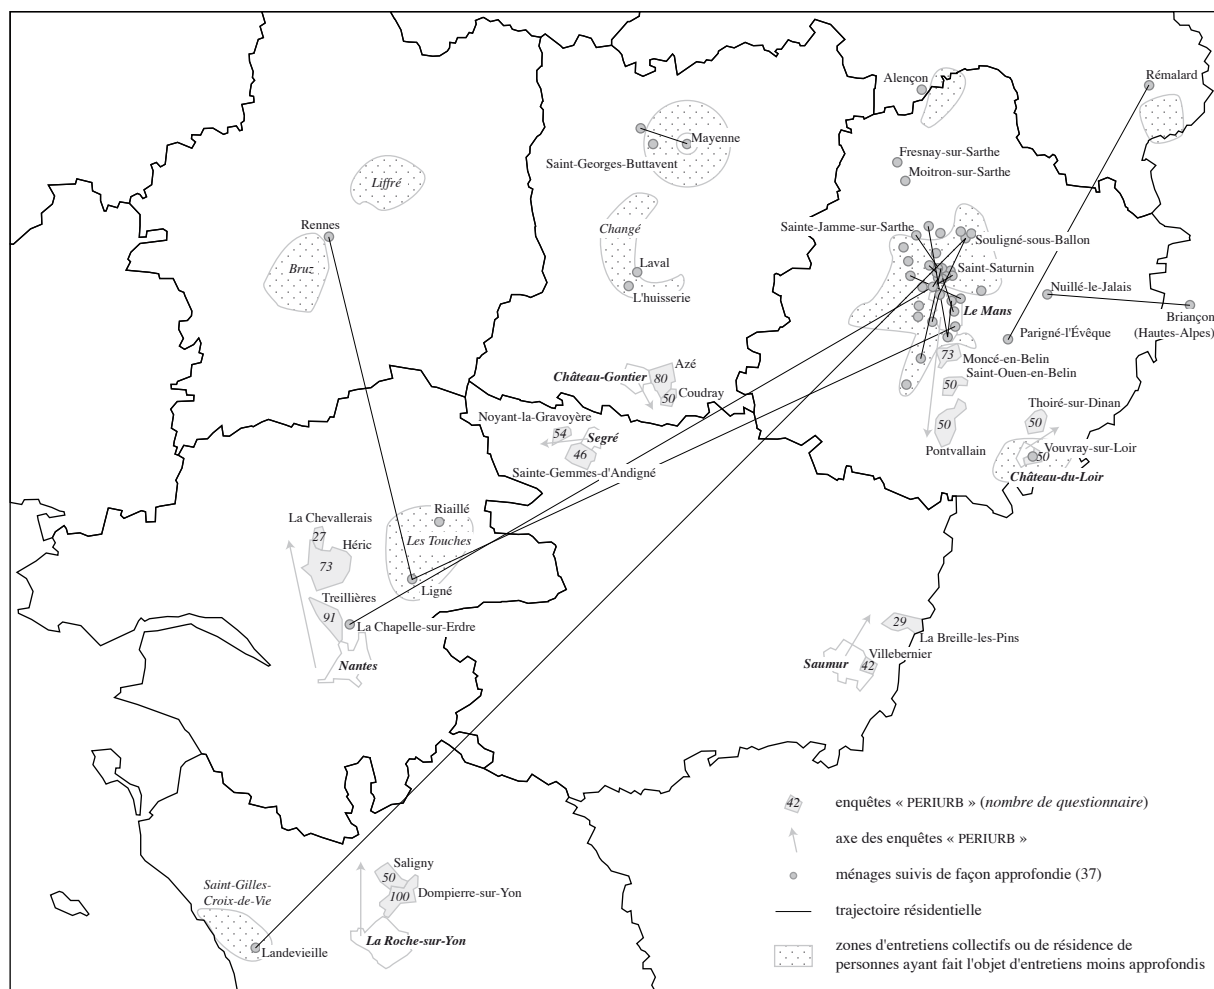 Alençon
Rémalard
Mayenne
Saint-Georges-Buttavent
Fresnay-sur-Sarthe
Moitron-sur-Sarthe
Liffré
Rennes
Changé
Sainte-Jamme-sur-Sarthe
Souligné-sous-Ballon
Bruz
Laval
Saint-Saturnin
L'huisserie
Nuillé-le-Jalais
Le Mans
Briançon
(Hautes-Alpes)
Parigné-l'Évêque
73
Moncé-en-Belin
Azé
Château-Gontier
80
Saint-Ouen-en-Belin
50
Coudray
50
Thoiré-sur-Dinan
Noyant-la-Gravoyère
54
Segré
50
50
46
Pontvallain
Vouvray-sur-Loir
50
Sainte-Gemmes-d'Andigné
Château-du-Loir
Riaillé
La Chevallerais
27
Héric
Les Touches
73
Ligné
Treillières
91
La Chapelle-sur-Erdre
29
La Breille-les-Pins
Nantes
Villebernier
Saumur
42
42
enquêtes « PERIURB » (nombre de questionnaire)
axe des enquêtes « PERIURB »
Saligny
50
ménages suivis de façon approfondie (37)
Saint-Gilles-
Croix-de-Vie
100
Dompierre-sur-Yon
trajectoire résidentielle
La Roche-sur-Yon
Landevieille
zones d'entretiens collectifs ou de résidence de
personnes ayant fait l'objet d'entretiens moins approfondis